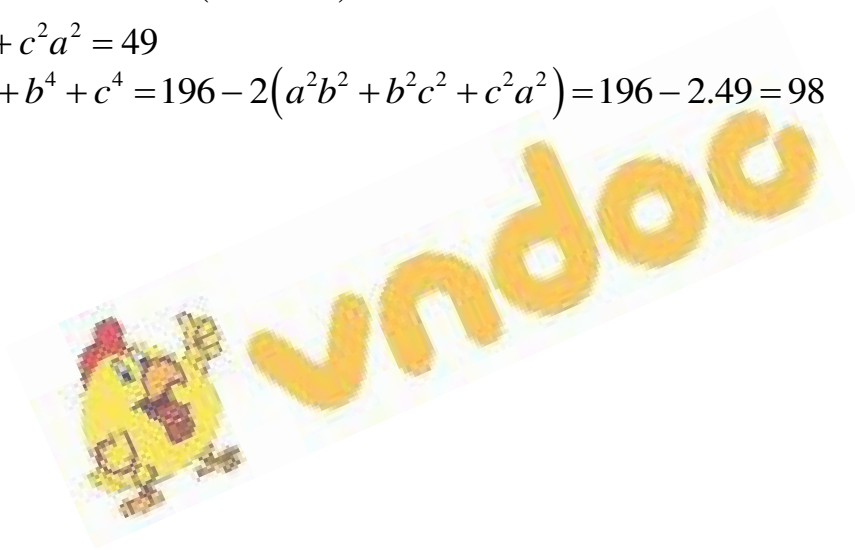 + c²a² = 49
+ b⁴ + c⁴ = 196 − 2(a²b² + b²c² + c²a²) = 196 − 2.49 = 98
vndoc